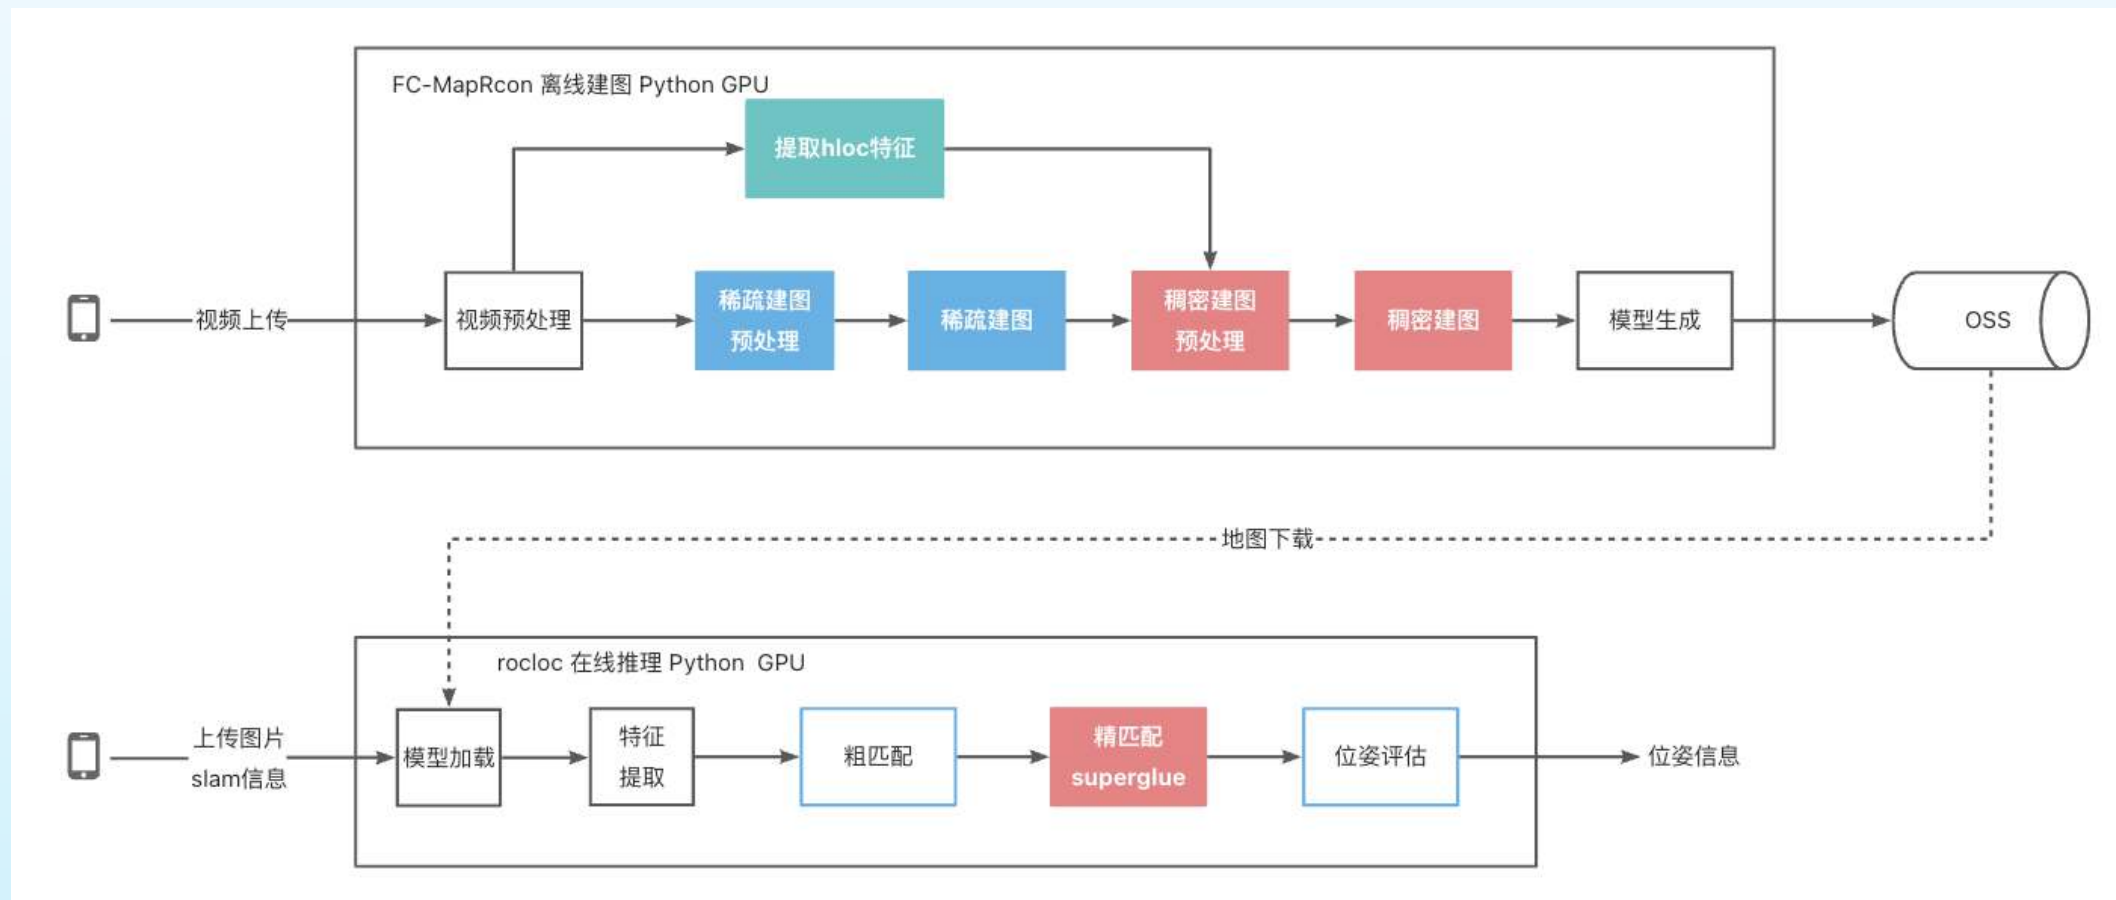 FC-MapRcon 离线建图 Python GPU
提取hloc特征
视频上传
视频预处理
稀疏建图
预处理
稀疏建图
稠密建图
预处理
稠密建图
模型生成
OSS
地图下载
rocloc 在线推理 Python  GPU
上传图片
slam信息
模型加载
特征
提取
粗匹配
精匹配
superglue
位姿评估
位姿信息